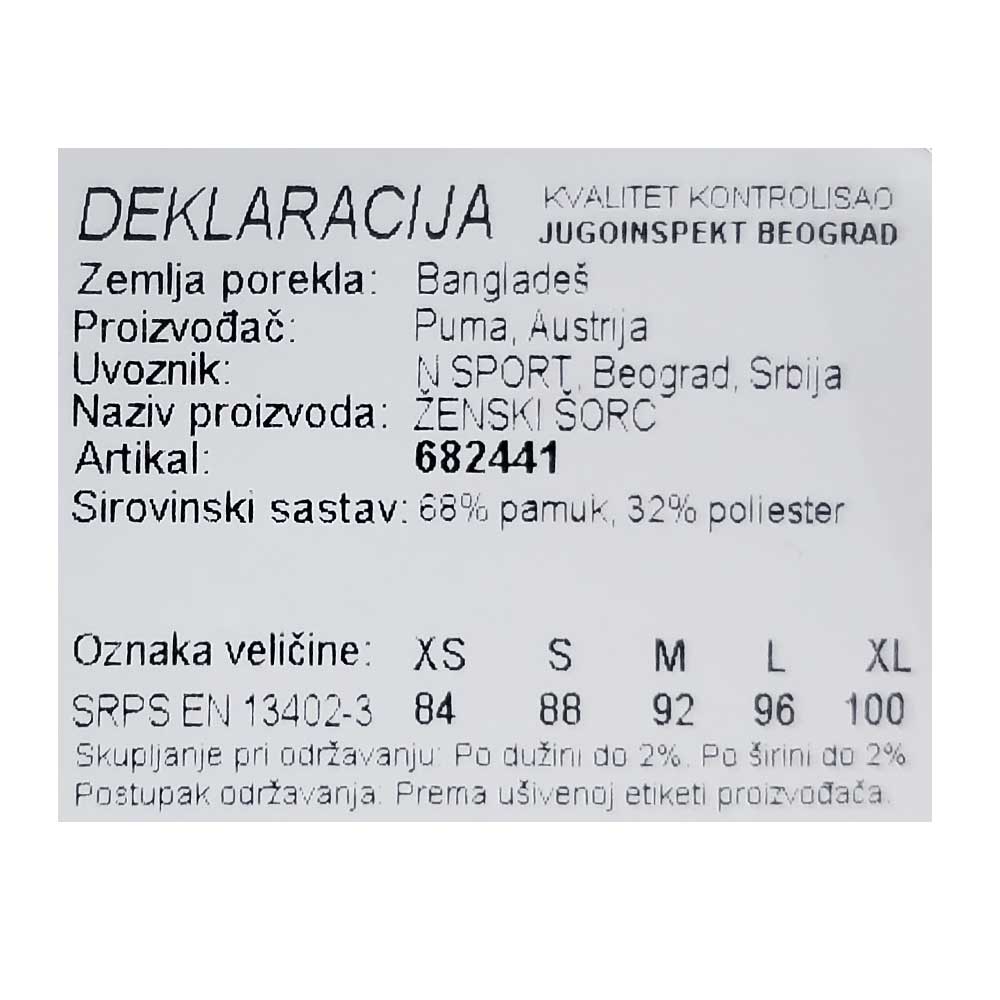 DEKLARACIJA
KVALITET KONTROLISAO
JUGOINSPEKT BEOGRAD
Zemlja porekla: Bangladeš
Proizvođač: Puma, Austrija
Uvoznik: N SPORT, Beograd, Srbija
Naziv proizvoda: ŽENSKI ŠORC
Artikal: 682441
Sirovinski sastav: 68% pamuk, 32% poliester
Oznaka veličine: XS S M L XL
SRPS EN 13402-3 84 88 92 96 100
Skupljanje pri održavanju: Po dužini do 2%. Po širini do 2%
Postupak održavanja: Prema ušivenoj etiketi proizvođača.